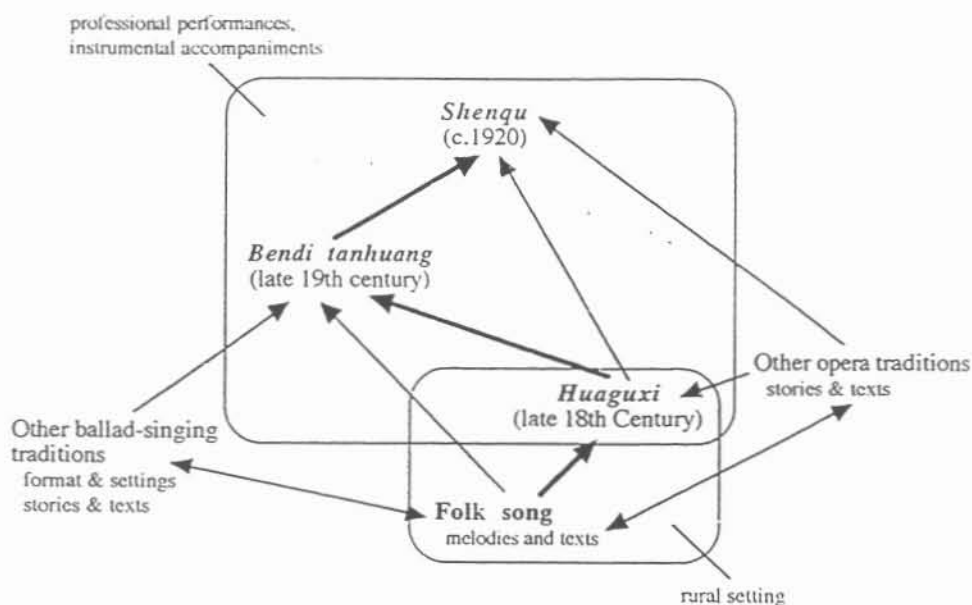 professional performances,
instrumental accompaniments
Shenqu
(c.1920)
Bendi tanhuang
(late 19th century)
Other opera traditions
stories & texts
Huaguxi
(late 18th Century)
Other ballad-singing
traditions
format & settings
stories & texts
Folk song
melodies and texts
rural setting